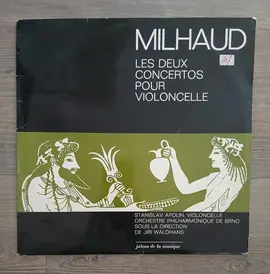 MILHAUD
LES DEUX
CONCERTOS
POUR
VIOLONCELLE
STANISLAV APOLIN, VIOLONCELLE
ORCHESTRE PHILHARMONIQUE DE BRNO
SOUS LA DIRECTION
DE JIRI WALDHANS
jalons de la musique